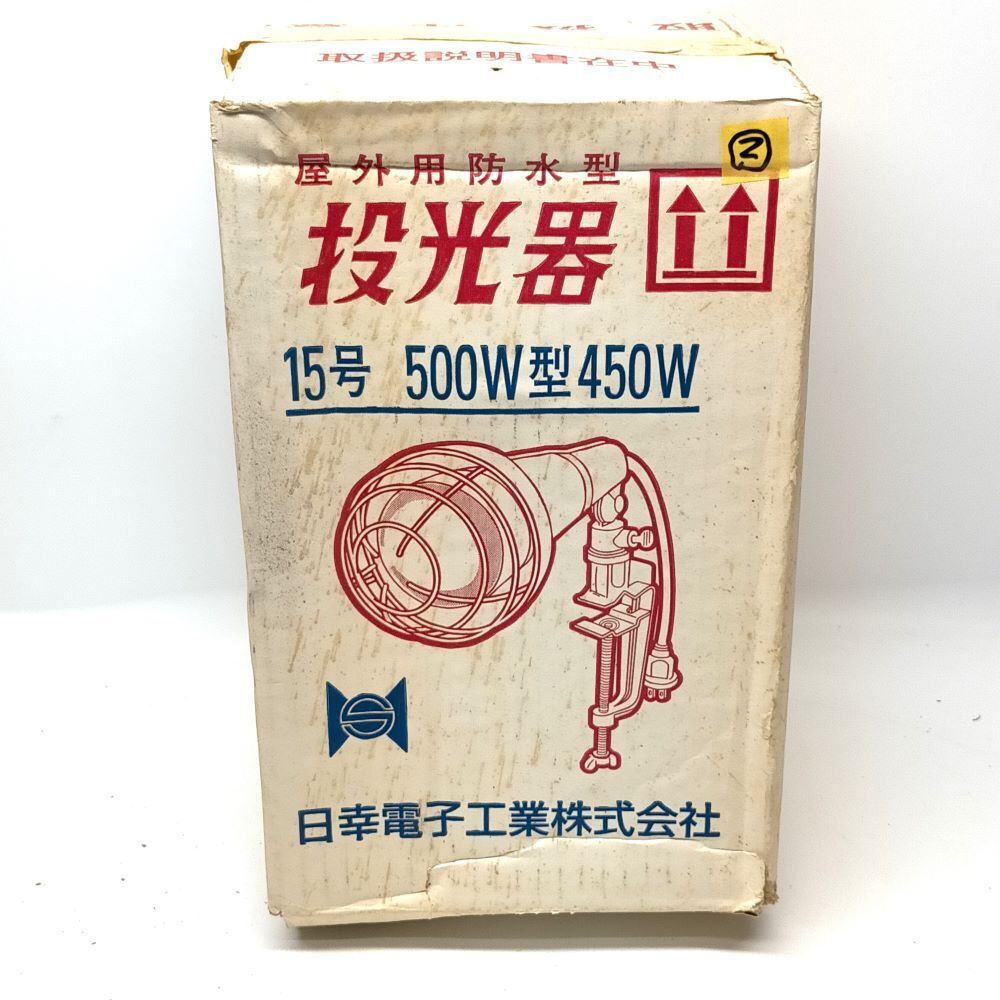 取扱説明書在中
②
屋外用防水型
投光器
15号 500W型450W
日幸電子工業株式会社